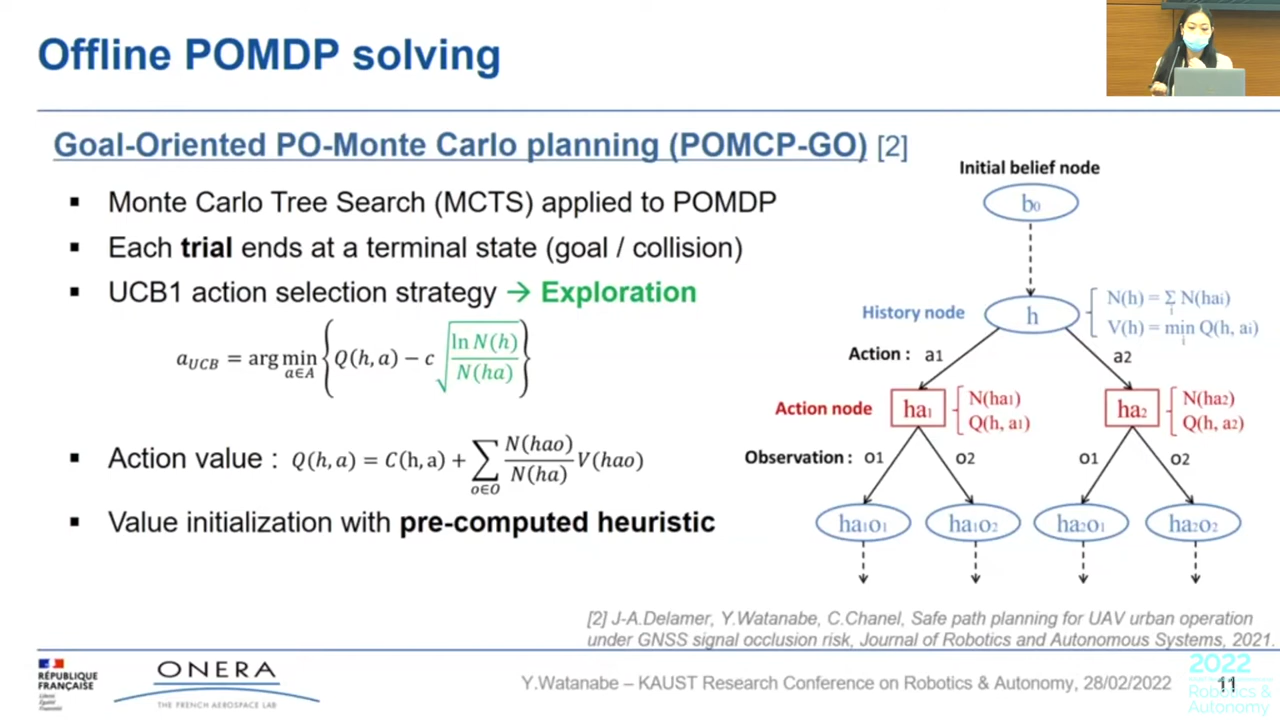 Offline POMDP solving
Goal-Oriented PO-Monte Carlo planning (POMCP-GO) [2]
▪ Monte Carlo Tree Search (MCTS) applied to POMDP
▪ Each trial ends at a terminal state (goal / collision)
▪ UCB1 action selection strategy → Exploration
a_UCB = arg min_{a∈A} { Q(h, a) − c √( ln N(h) / N(ha) ) }
▪ Action value : Q(h, a) = C(h, a) + ∑_{o∈O} N(hao) / N(ha) V(hao)
▪ Value initialization with pre-computed heuristic
Initial belief node
b₀
History node
h
N(h) = Σ_i N(haᵢ)
V(h) = min_i Q(h, aᵢ)
Action : a1
a2
Action node
ha₁
N(ha₁)
Q(h, a₁)
ha₂
N(ha₂)
Q(h, a₂)
Observation : o1
o2
o1
o2
ha₁o₁
ha₁o₂
ha₂o₁
ha₂o₂
[2] J-A.Delamer, Y.Watanabe, C.Chanel, Safe path planning for UAV urban operation
under GNSS signal occlusion risk, Journal of Robotics and Autonomous Systems, 2021.
RÉPUBLIQUE
FRANÇAISE
Liberté
Égalité
Fraternité
ONERA
THE FRENCH AEROSPACE LAB
Y.Watanabe – KAUST Research Conference on Robotics & Autonomy, 28/02/2022
11
2022
Robotics &
Autonomy